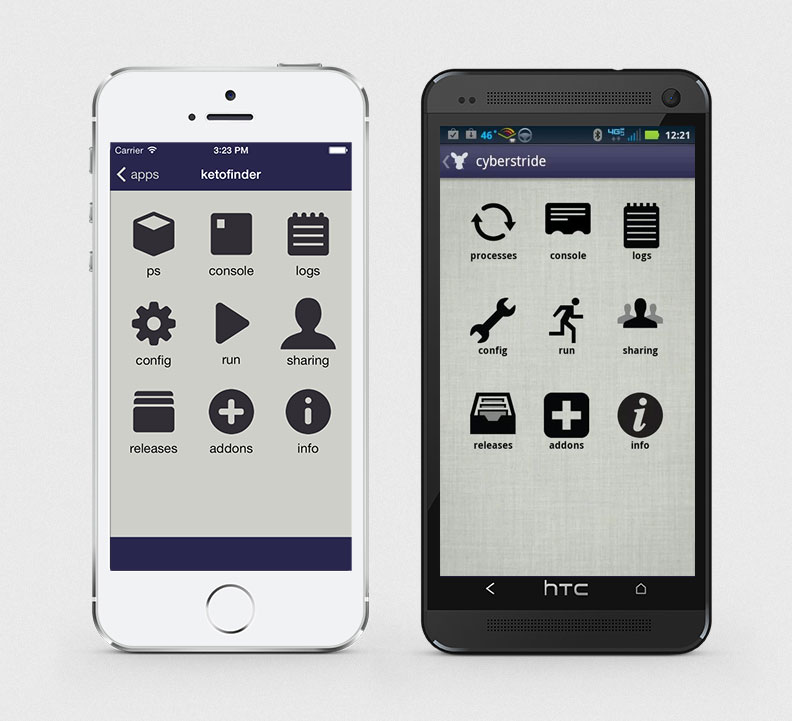 Carrier 3:23 PM
apps ketofinder
ps console logs
config run sharing
releases addons info
46° 4G 12:21
cyberstride
processes console logs
config run sharing
releases addons info
hTC